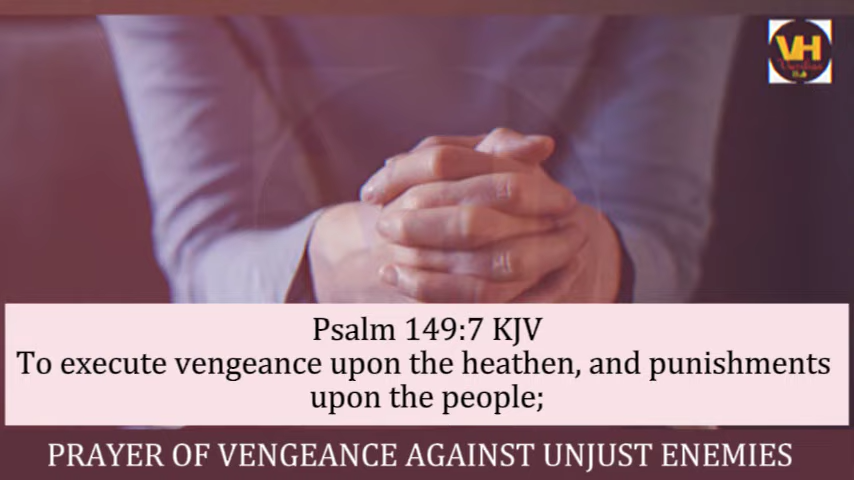 VH
Psalm 149:7 KJV
To execute vengeance upon the heathen, and punishments
upon the people;
PRAYER OF VENGEANCE AGAINST UNJUST ENEMIES